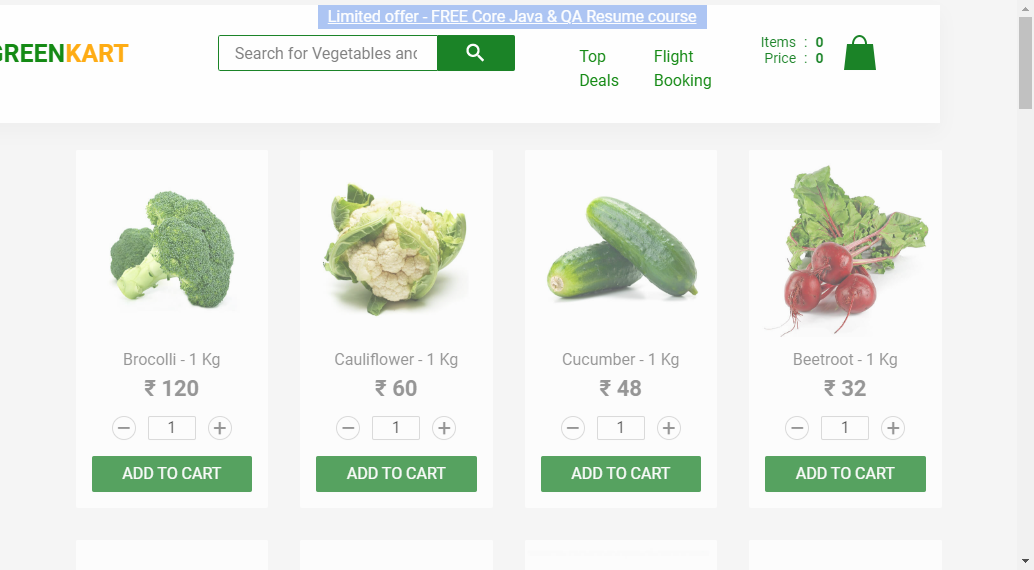 Limited offer - FREE Core Java & QA Resume course
GREENKART
Search for Vegetables and
Top Deals
Flight Booking
Items : 0
Price : 0
Brocolli - 1 Kg
₹ 120
− 1 +
ADD TO CART
Cauliflower - 1 Kg
₹ 60
− 1 +
ADD TO CART
Cucumber - 1 Kg
₹ 48
− 1 +
ADD TO CART
Beetroot - 1 Kg
₹ 32
− 1 +
ADD TO CART